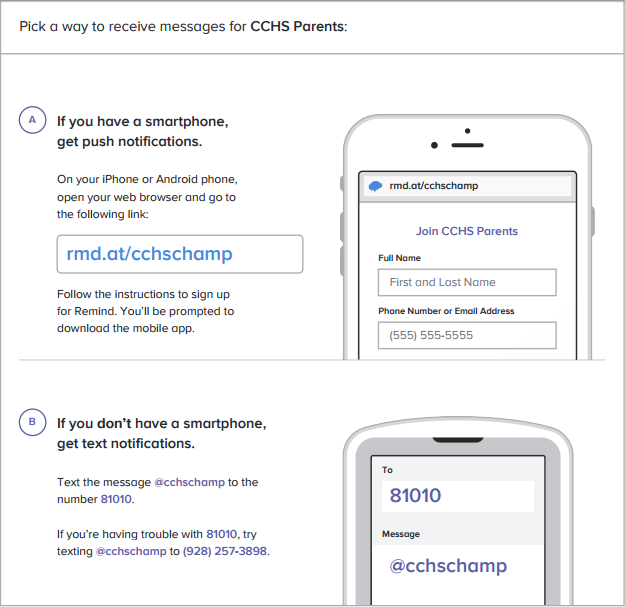 Pick a way to receive messages for CCHS Parents:
A
If you have a smartphone,
get push notifications.
On your iPhone or Android phone,
open your web browser and go to
the following link:
rmd.at/cchschamp
Follow the instructions to sign up
for Remind. You'll be prompted to
download the mobile app.
rmd.at/cchschamp
Join CCHS Parents
Full Name
First and Last Name
Phone Number or Email Address
(555) 555-5555
B
If you don't have a smartphone,
get text notifications.
Text the message @cchschamp to the
number 81010.
If you're having trouble with 81010, try
texting @cchschamp to (928) 257-3898.
To
81010
Message
@cchschamp